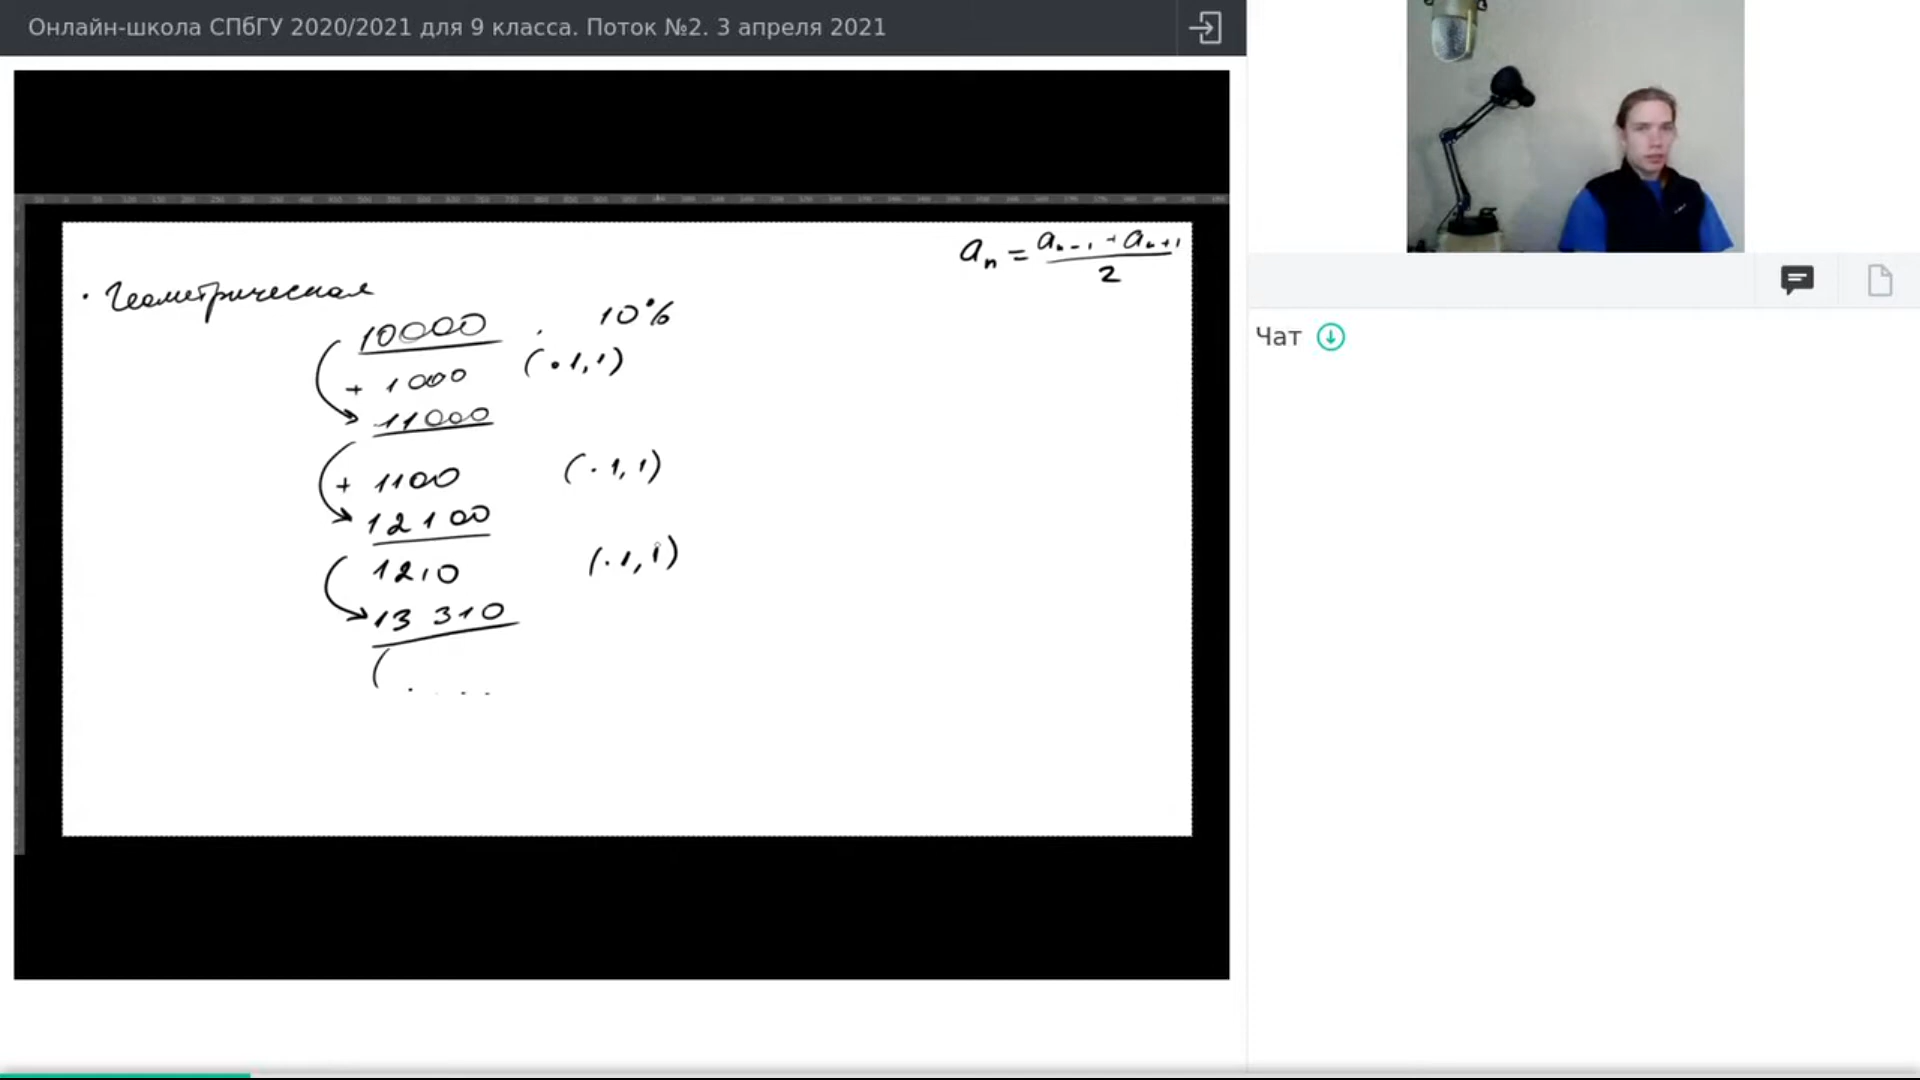 Онлайн-школа СПбГУ 2020/2021 для 9 класса. Поток №2. 3 апреля 2021
aₙ = (aₙ₋₁ + aₙ₊₁) / 2
· Геометрическая
10000 10%
+ 1000 (· 1,1)
11000
+ 1100 (· 1,1)
12100
1210 (· 1,1)
13 310
( . . . .
Чат